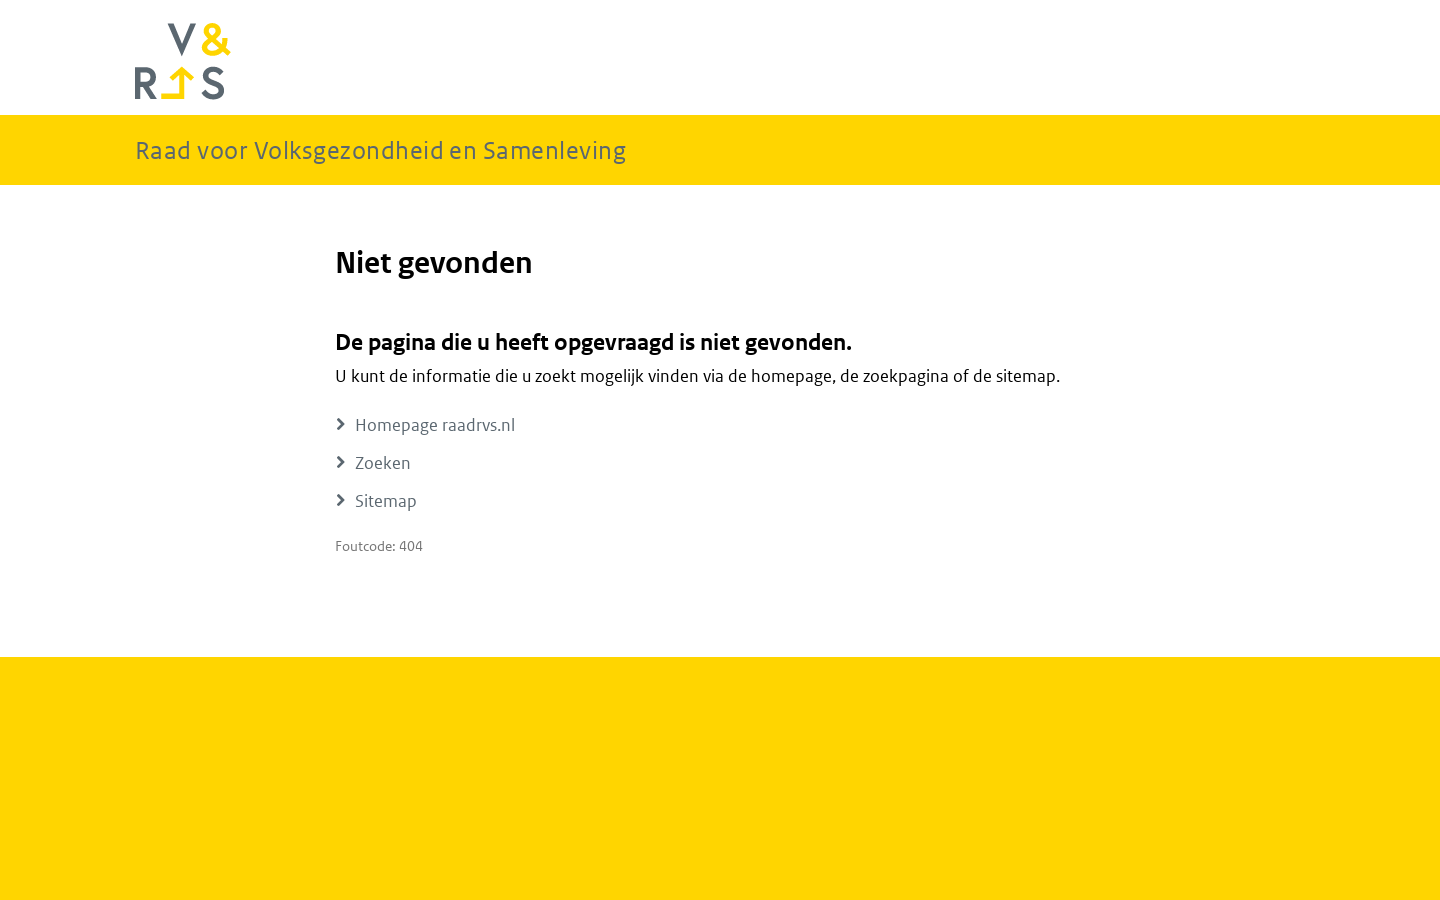 V&
R S
Raad voor Volksgezondheid en Samenleving
Niet gevonden
De pagina die u heeft opgevraagd is niet gevonden.
U kunt de informatie die u zoekt mogelijk vinden via de homepage, de zoekpagina of de sitemap.
Homepage raadrvs.nl
Zoeken
Sitemap
Foutcode: 404